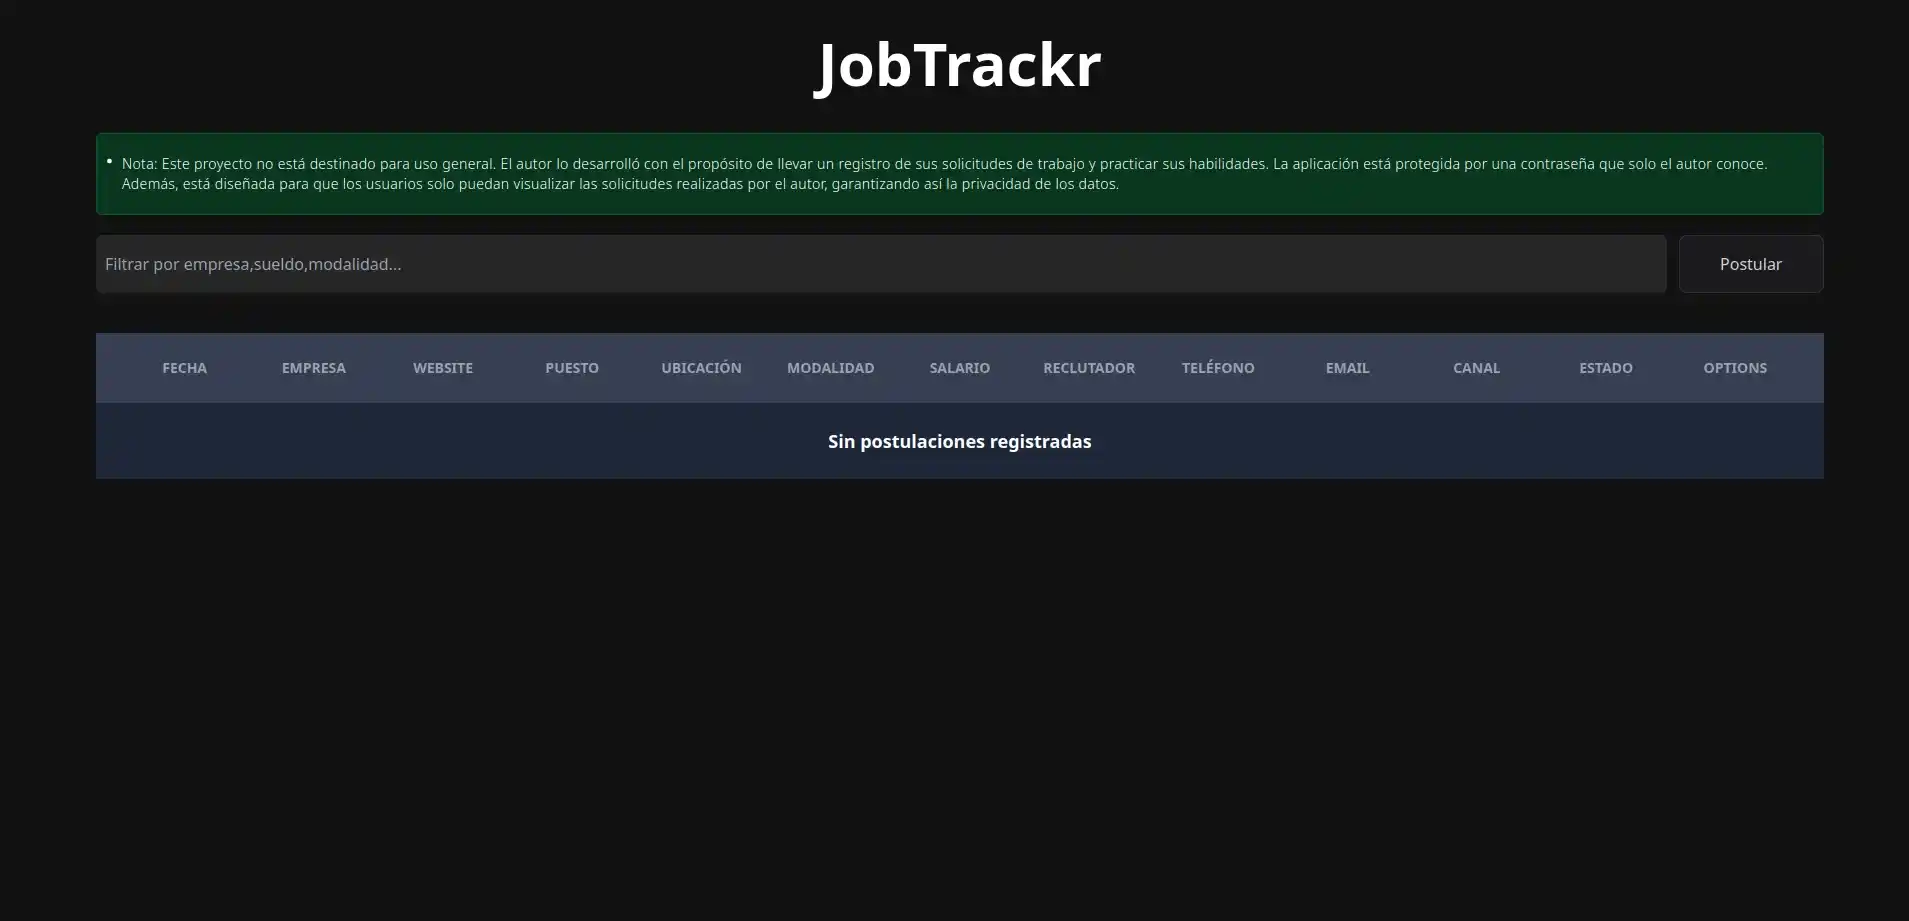 JobTrackr
• Nota: Este proyecto no está destinado para uso general. El autor lo desarrolló con el propósito de llevar un registro de sus solicitudes de trabajo y practicar sus habilidades. La aplicación está protegida por una contraseña que solo el autor conoce.
Además, está diseñada para que los usuarios solo puedan visualizar las solicitudes realizadas por el autor, garantizando así la privacidad de los datos.
Filtrar por empresa,sueldo,modalidad... Postular
FECHA EMPRESA WEBSITE PUESTO UBICACIÓN MODALIDAD SALARIO RECLUTADOR TELÉFONO EMAIL CANAL ESTADO OPTIONS
Sin postulaciones registradas